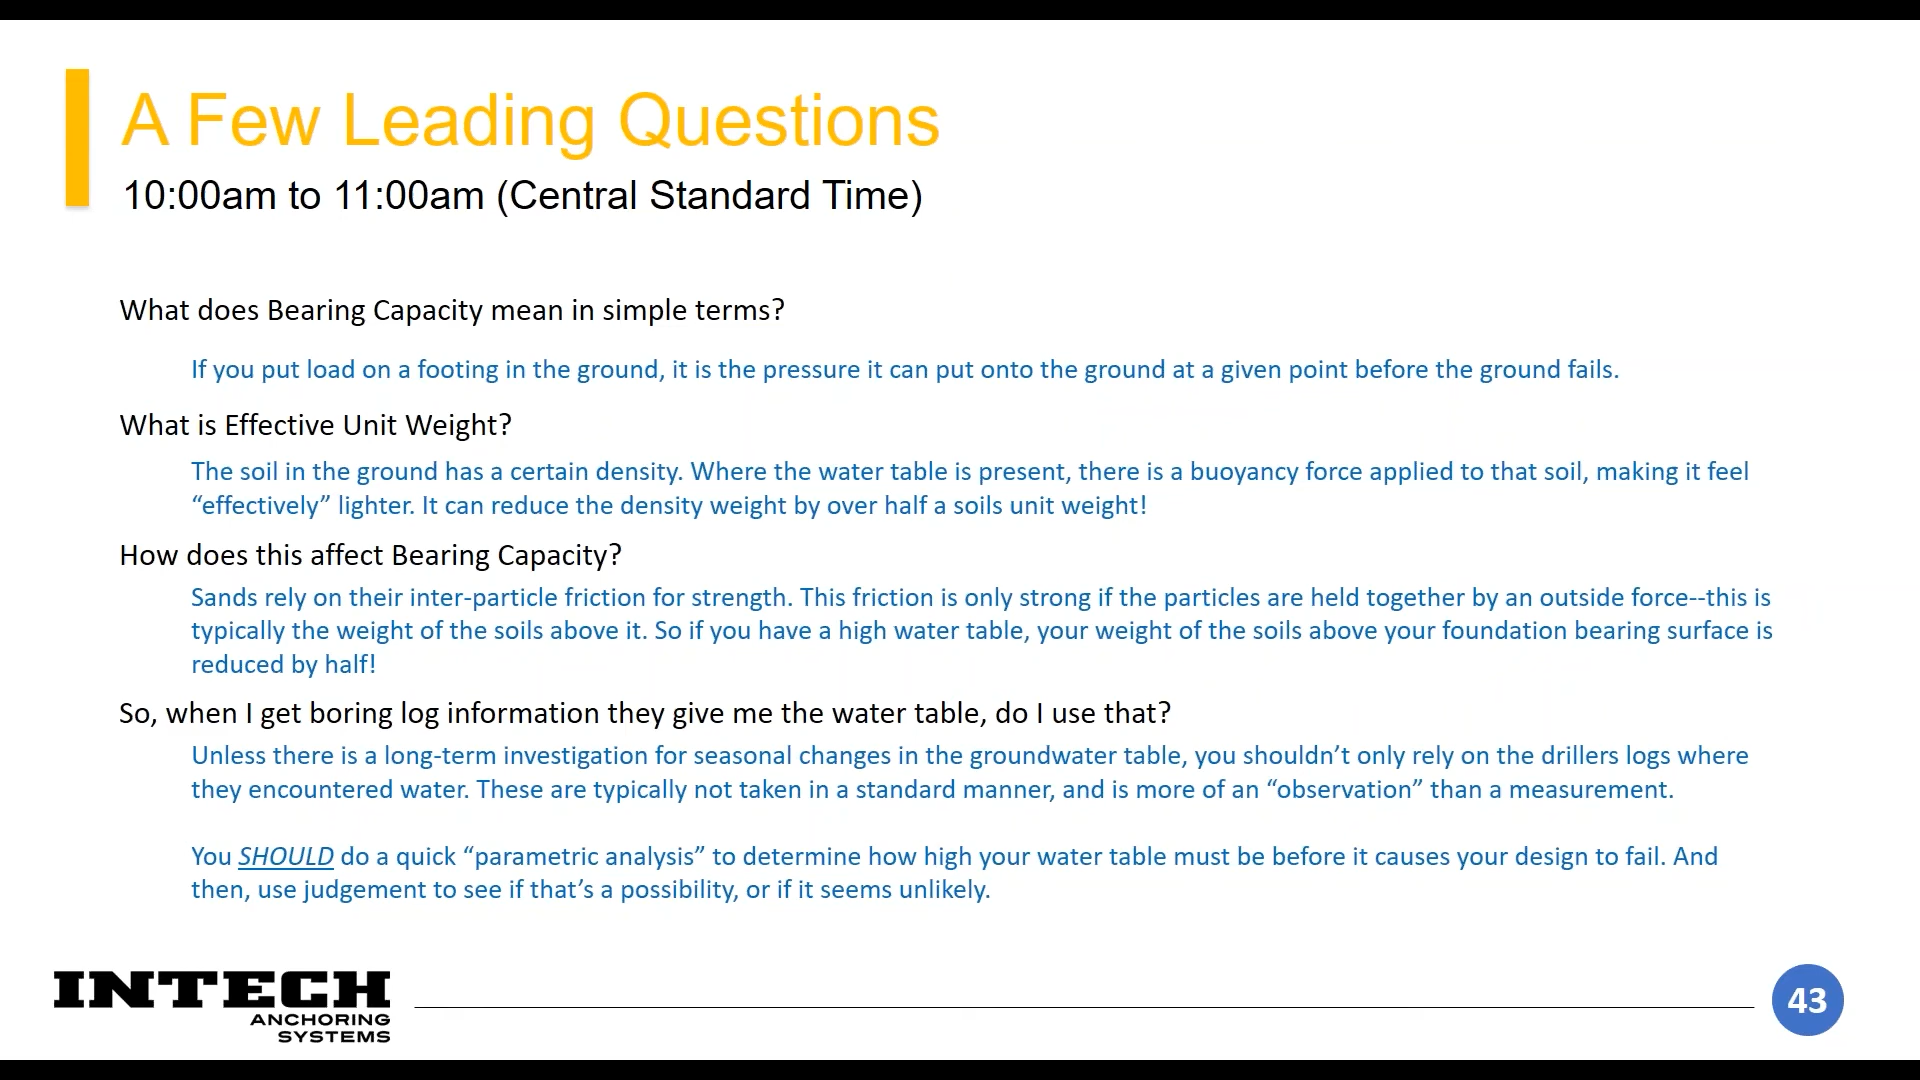 A Few Leading Questions
10:00am to 11:00am (Central Standard Time)
What does Bearing Capacity mean in simple terms?
If you put load on a footing in the ground, it is the pressure it can put onto the ground at a given point before the ground fails.
What is Effective Unit Weight?
The soil in the ground has a certain density. Where the water table is present, there is a buoyancy force applied to that soil, making it feel
“effectively” lighter. It can reduce the density weight by over half a soils unit weight!
How does this affect Bearing Capacity?
Sands rely on their inter-particle friction for strength. This friction is only strong if the particles are held together by an outside force--this is
typically the weight of the soils above it. So if you have a high water table, your weight of the soils above your foundation bearing surface is
reduced by half!
So, when I get boring log information they give me the water table, do I use that?
Unless there is a long-term investigation for seasonal changes in the groundwater table, you shouldn’t only rely on the drillers logs where
they encountered water. These are typically not taken in a standard manner, and is more of an “observation” than a measurement.
You SHOULD do a quick “parametric analysis” to determine how high your water table must be before it causes your design to fail. And
then, use judgement to see if that’s a possibility, or if it seems unlikely.
INTECH
ANCHORING
SYSTEMS
43